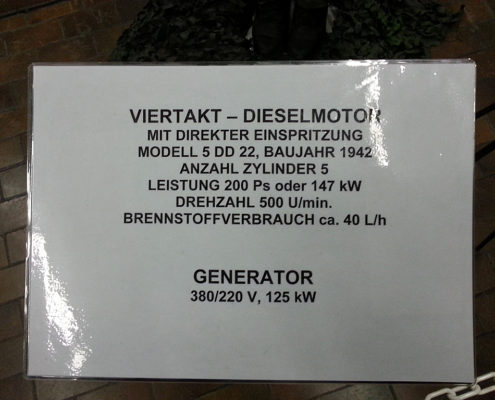 VIERTAKT – DIESELMOTOR
MIT DIREKTER EINSPRITZUNG
MODELL 5 DD 22, BAUJAHR 1942
ANZAHL ZYLINDER 5
LEISTUNG 200 Ps oder 147 kW
DREHZAHL 500 U/min.
BRENNSTOFFVERBRAUCH ca. 40 L/h
GENERATOR
380/220 V, 125 kW